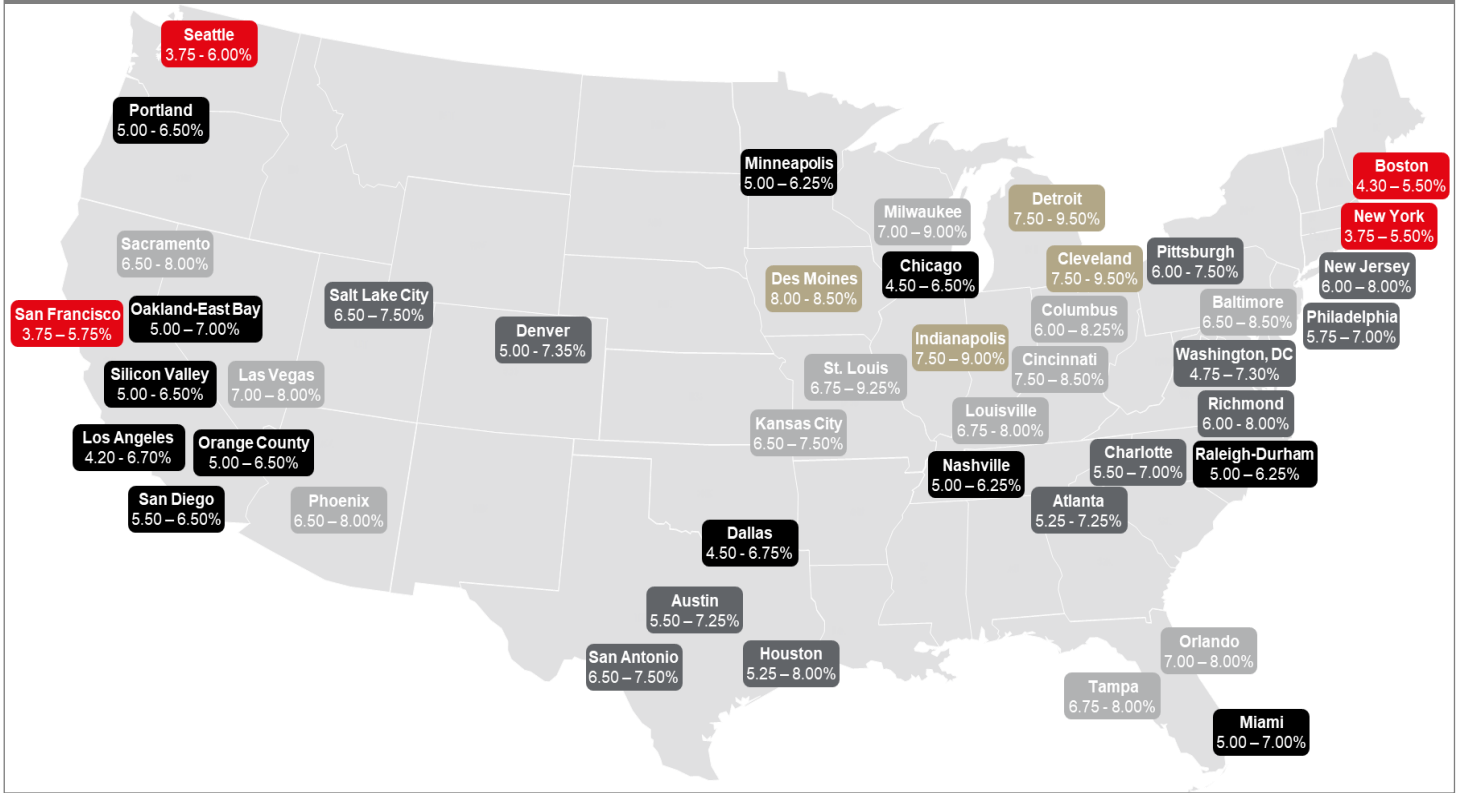 Seattle
3.75 - 6.00%
Portland
5.00 - 6.50%
Minneapolis
5.00 – 6.25%
Boston
4.30 – 5.50%
Milwaukee
7.00 – 9.00%
Detroit
7.50 - 9.50%
New York
3.75 – 5.50%
Sacramento
6.50 - 8.00%
Chicago
4.50 – 6.50%
Cleveland
7.50 - 9.50%
Pittsburgh
6.00 - 7.50%
New Jersey
6.00 – 8.00%
Des Moines
8.00 - 8.50%
San Francisco
3.75 – 5.75%
Oakland-East Bay
5.00 – 7.00%
Salt Lake City
6.50 - 7.50%
Denver
5.00 - 7.35%
Columbus
6.00 - 8.25%
Baltimore
6.50 - 8.50%
Philadelphia
5.75 – 7.00%
Indianapolis
7.50 – 9.00%
Silicon Valley
5.00 - 6.50%
Las Vegas
7.00 – 8.00%
St. Louis
6.75 – 9.25%
Cincinnati
7.50 – 8.50%
Washington, DC
4.75 – 7.30%
Los Angeles
4.20 - 6.70%
Orange County
5.00 – 6.50%
Kansas City
6.50 – 7.50%
Louisville
6.75 – 8.00%
Richmond
6.00 - 8.00%
San Diego
5.50 – 6.50%
Phoenix
6.50 – 8.00%
Nashville
5.00 – 6.25%
Charlotte
5.50 – 7.00%
Raleigh-Durham
5.00 – 6.25%
Dallas
4.50 - 6.75%
Atlanta
5.25 - 7.25%
Austin
5.50 – 7.25%
San Antonio
6.50 – 7.50%
Houston
5.25 – 8.00%
Orlando
7.00 – 8.00%
Tampa
6.75 - 8.00%
Miami
5.00 – 7.00%